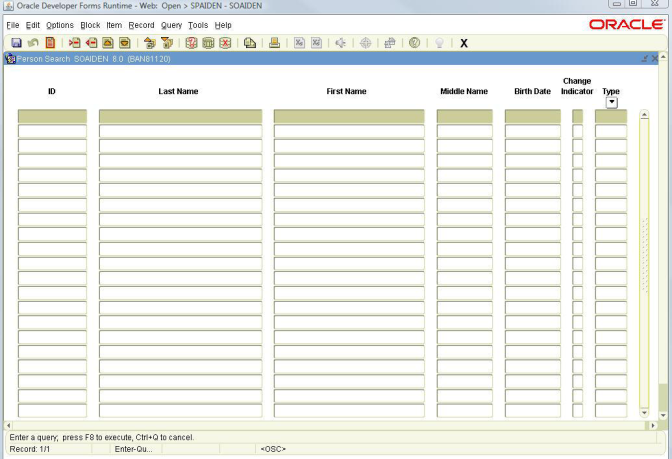 Oracle Developer Forms Runtime - Web: Open > SPAIDEN - SOAIDEN
File Edit Options Block Item Record Query Tools Help
ORACLE
X
Person Search SOAIDEN 8.0 (BAN81120)
ID Last Name First Name Middle Name Birth Date Change Indicator Type
Enter a query; press F8 to execute, Ctrl+Q to cancel.
Record: 1/1 Enter-Qu... <OSC>